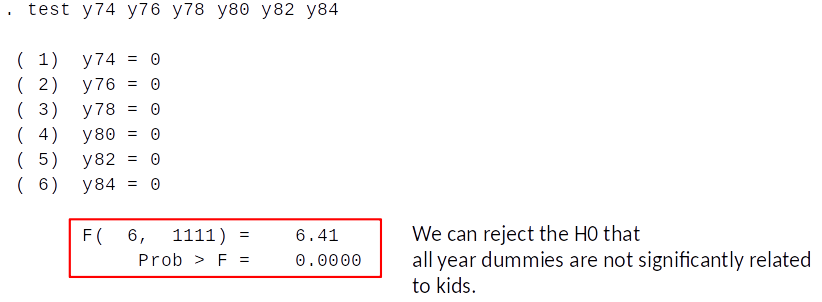 . test y74 y76 y78 y80 y82 y84
( 1) y74 = 0
( 2) y76 = 0
( 3) y78 = 0
( 4) y80 = 0
( 5) y82 = 0
( 6) y84 = 0
F( 6, 1111) = 6.41
Prob > F = 0.0000
We can reject the H0 that
all year dummies are not significantly related
to kids.